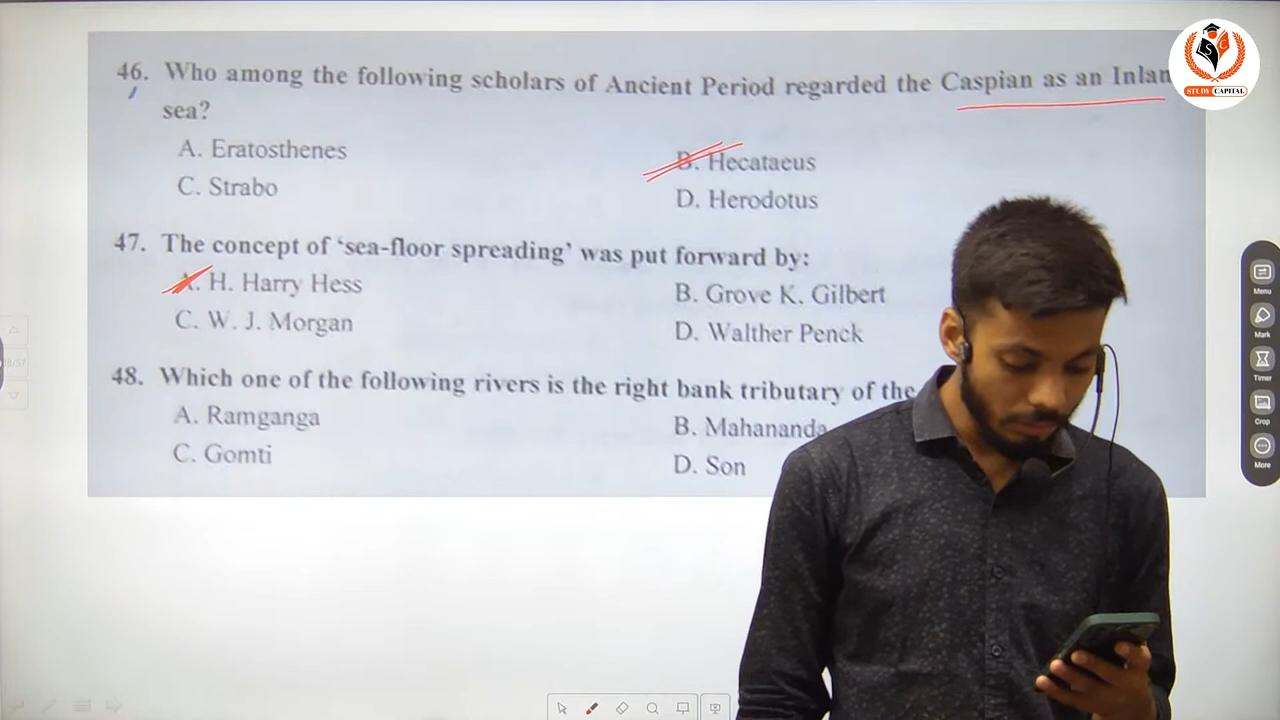 46. Who among the following scholars of Ancient Period regarded the Caspian as an Inlan
sea?
A. Eratosthenes
B. Hecataeus
C. Strabo
D. Herodotus
47. The concept of ‘sea-floor spreading’ was put forward by:
A. H. Harry Hess
B. Grove K. Gilbert
C. W. J. Morgan
D. Walther Penck
48. Which one of the following rivers is the right bank tributary of the
A. Ramganga
B. Mahananda
C. Gomti
D. Son
S C
STUDY CAPITAL
Menu
Mark
Timer
Crop
More